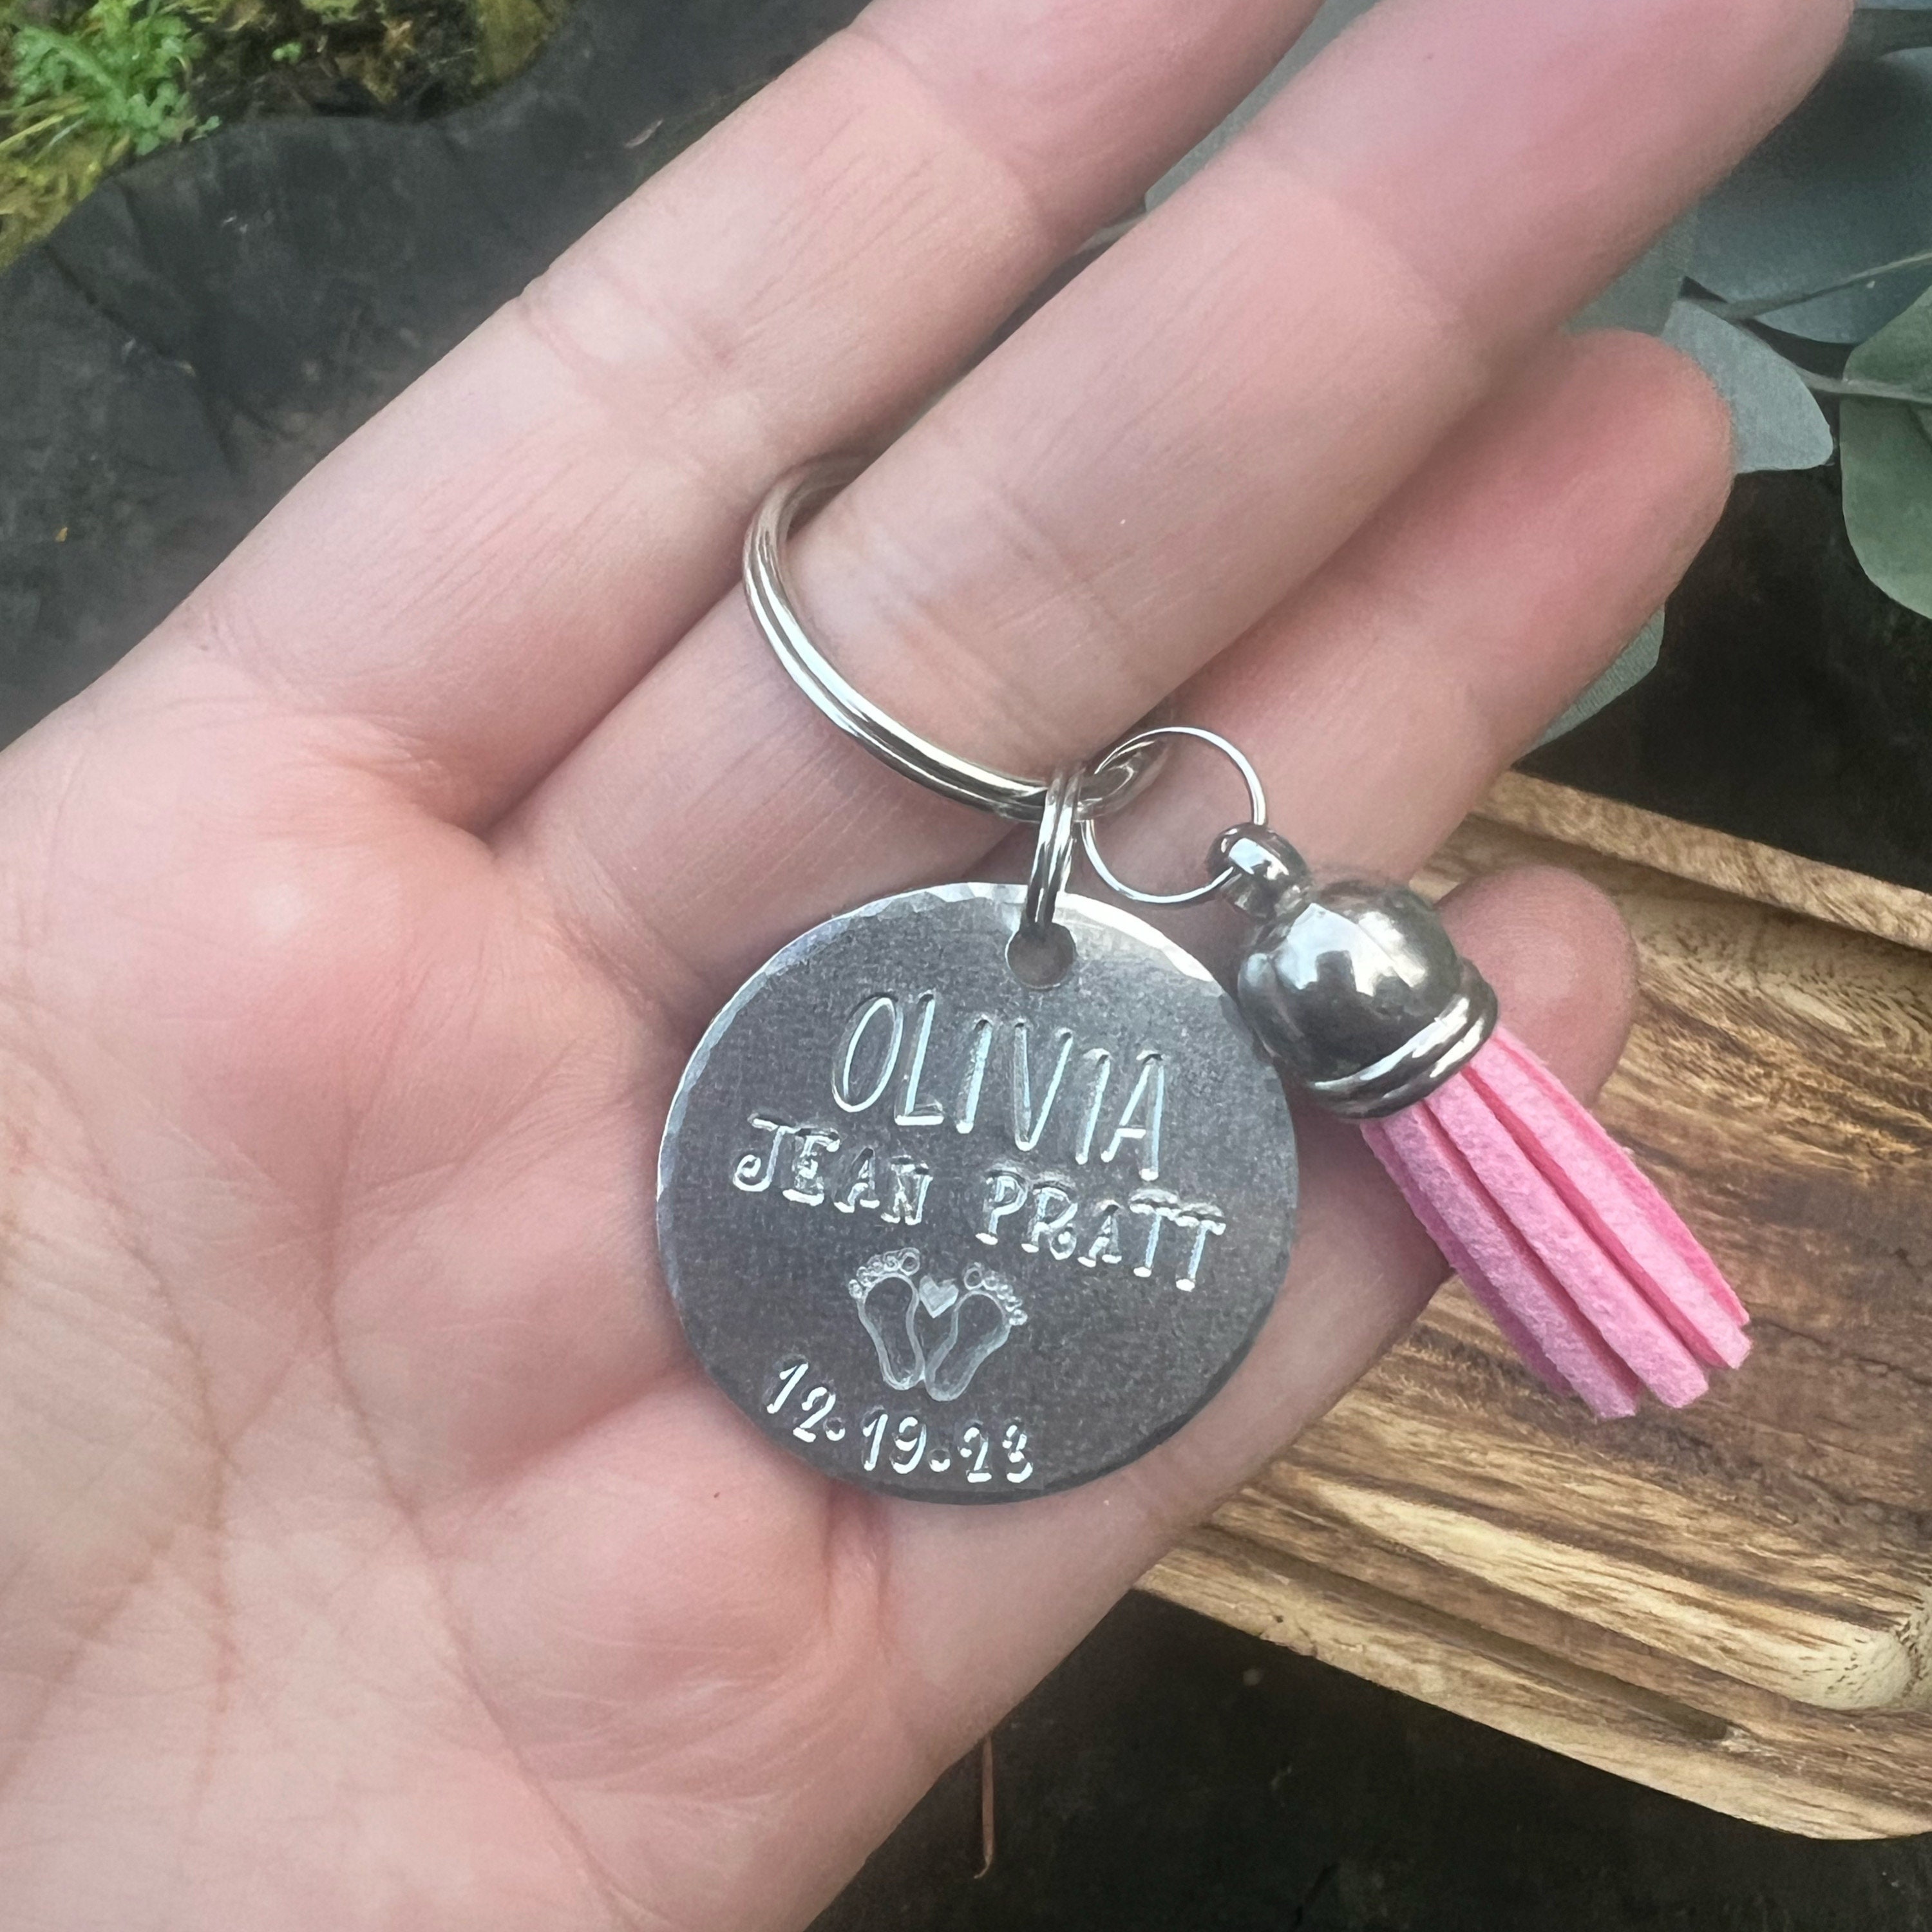 OLIVIA
JEAN PRATT
12.19.23